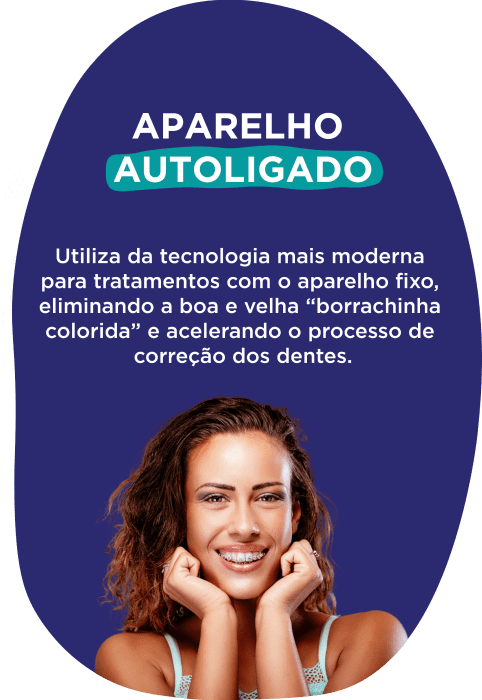 APARELHO
AUTOLIGADO
Utiliza da tecnologia mais moderna
para tratamentos com o aparelho fixo,
eliminando a boa e velha “borrachinha
colorida” e acelerando o processo de
correção dos dentes.